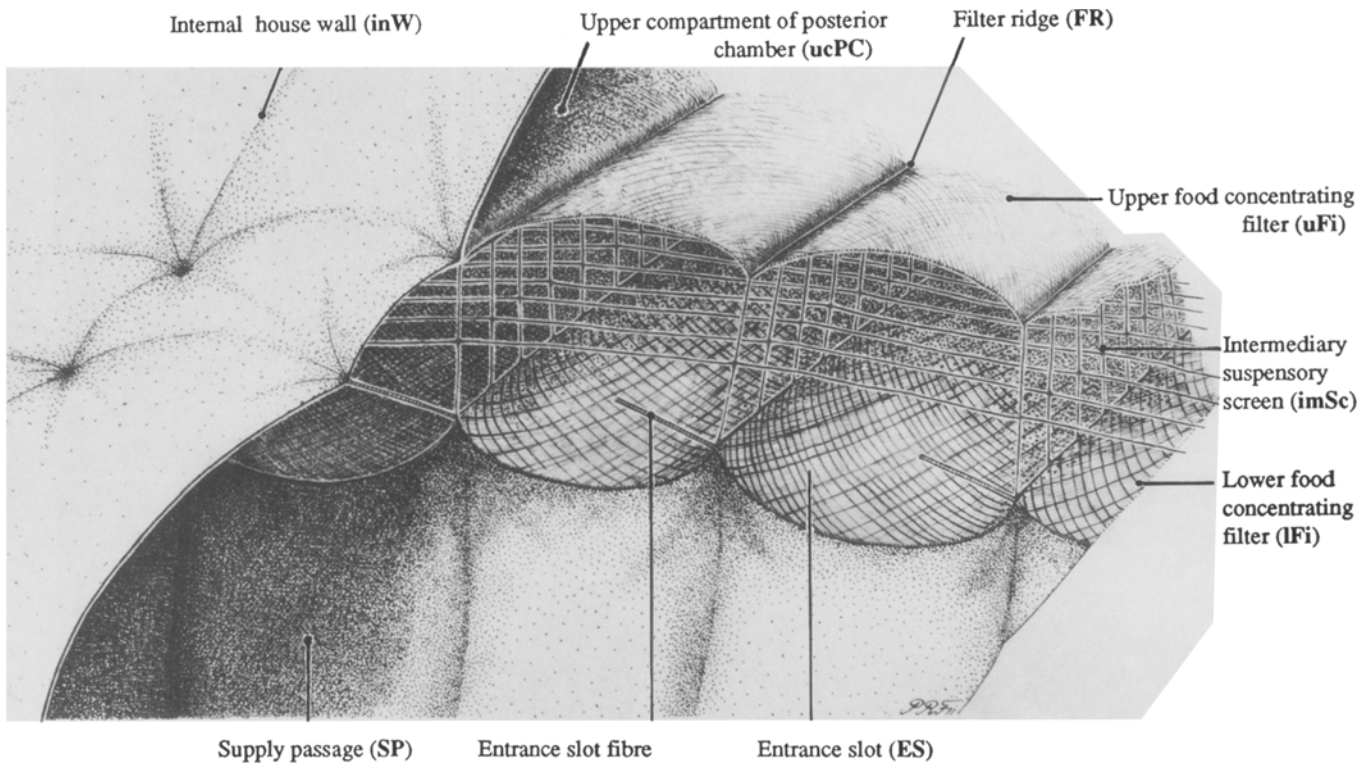 Internal house wall (inW)
Upper compartment of posterior
chamber (ucPC)
Filter ridge (FR)
Upper food concentrating
filter (uFi)
Intermediary
suspensory
screen (imSc)
Lower food
concentrating
filter (lFi)
Supply passage (SP)
Entrance slot fibre
Entrance slot (ES)